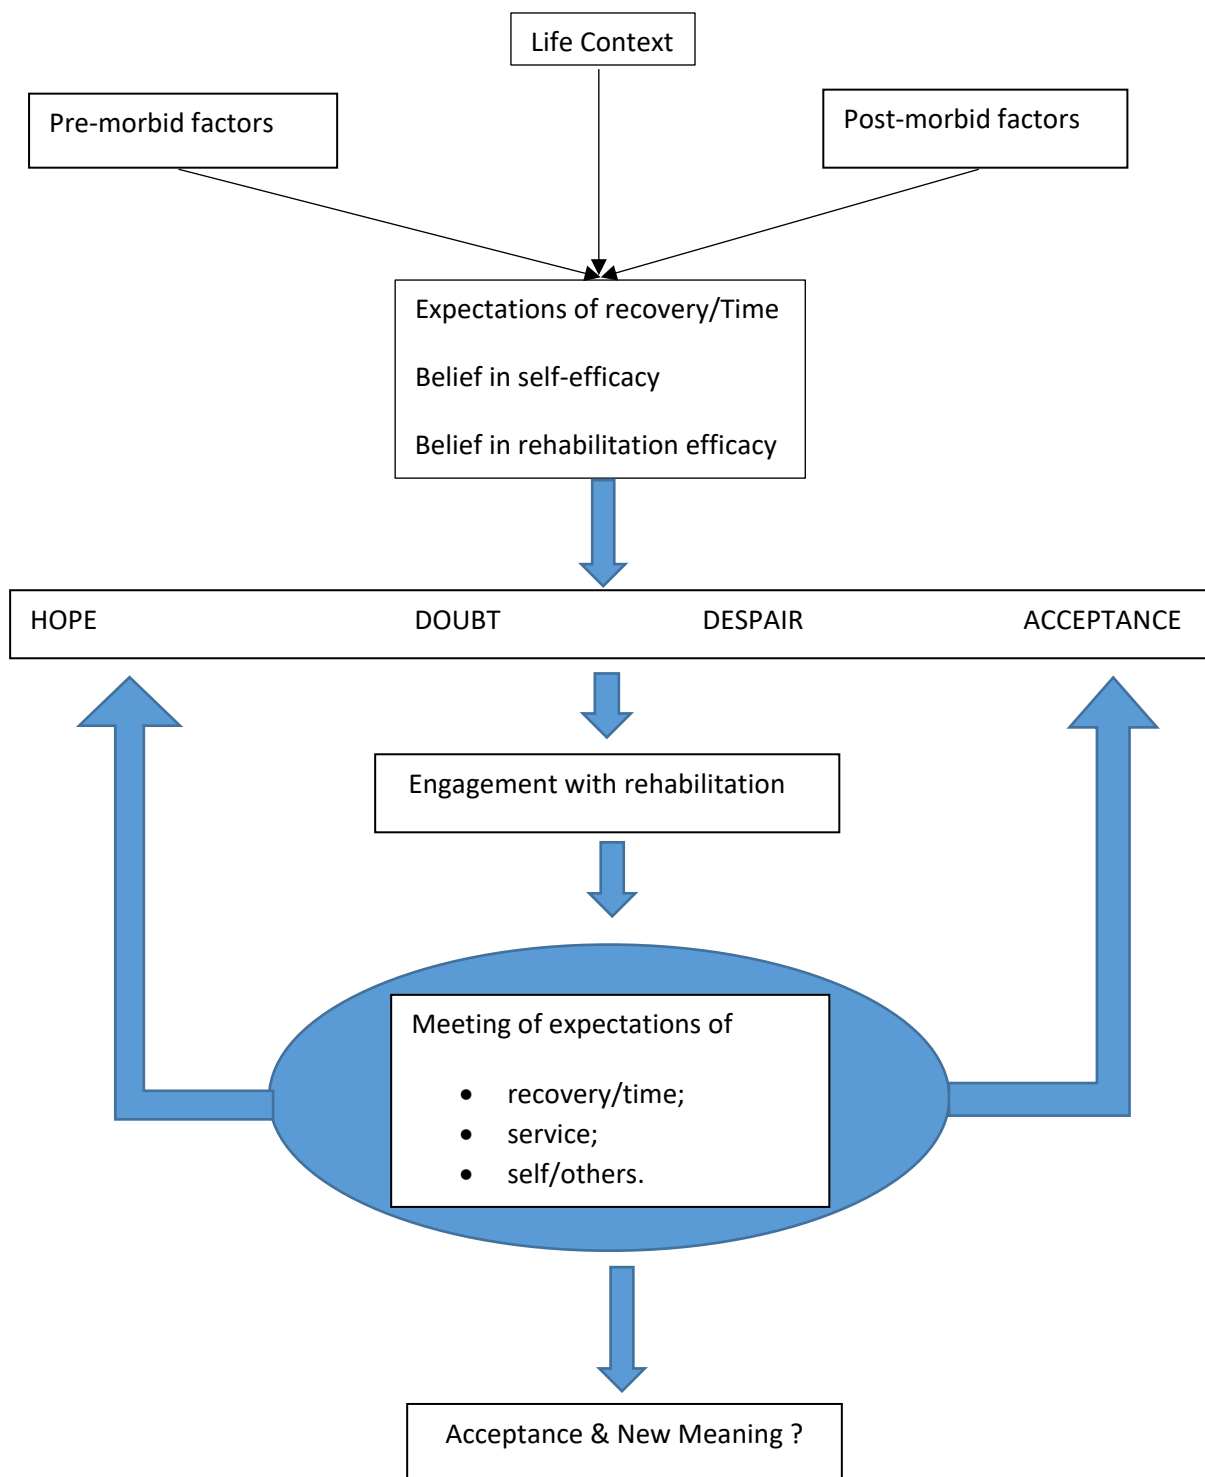 Life Context
Pre-morbid factors
Post-morbid factors
Expectations of recovery/Time
Belief in self-efficacy
Belief in rehabilitation efficacy
HOPE DOUBT DESPAIR ACCEPTANCE
Engagement with rehabilitation
Meeting of expectations of
• recovery/time;
• service;
• self/others.
Acceptance & New Meaning ?